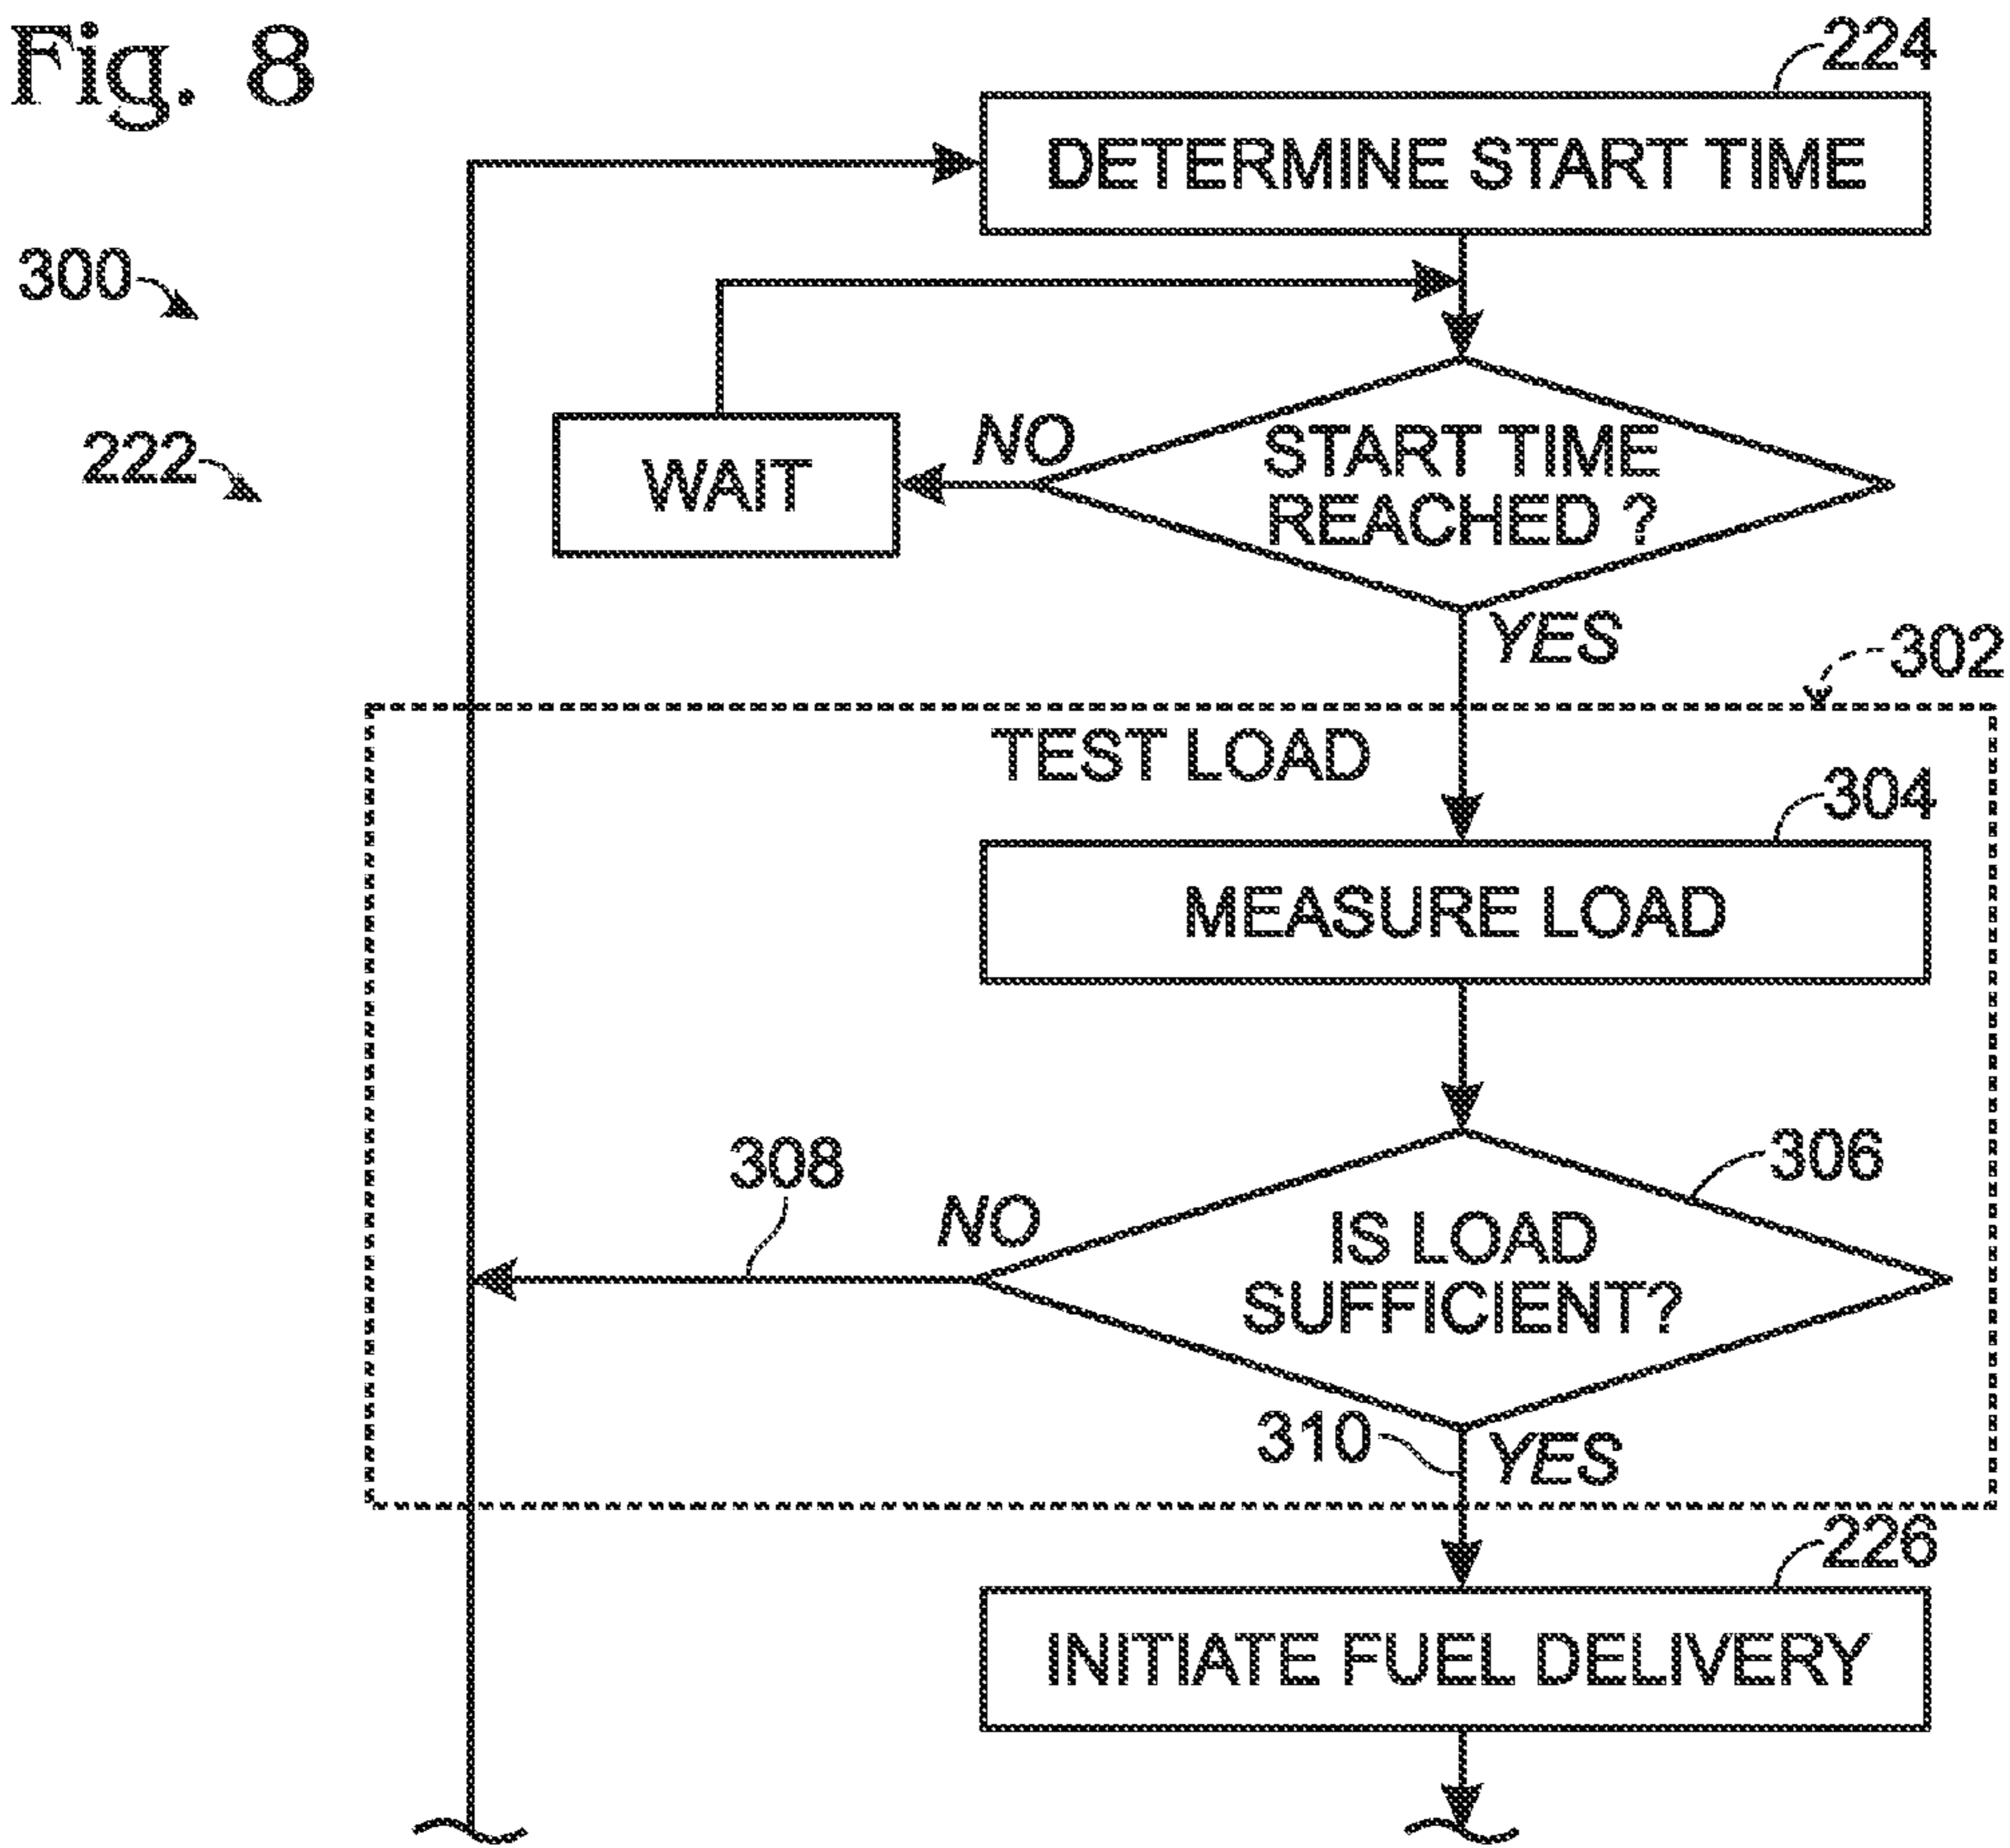 Fig. 8
224
DETERMINE START TIME
300
222
WAIT
NO
START TIME
REACHED ?
YES
302
TEST LOAD
304
MEASURE LOAD
308
NO
306
IS LOAD
SUFFICIENT?
310
YES
226
INITIATE FUEL DELIVERY